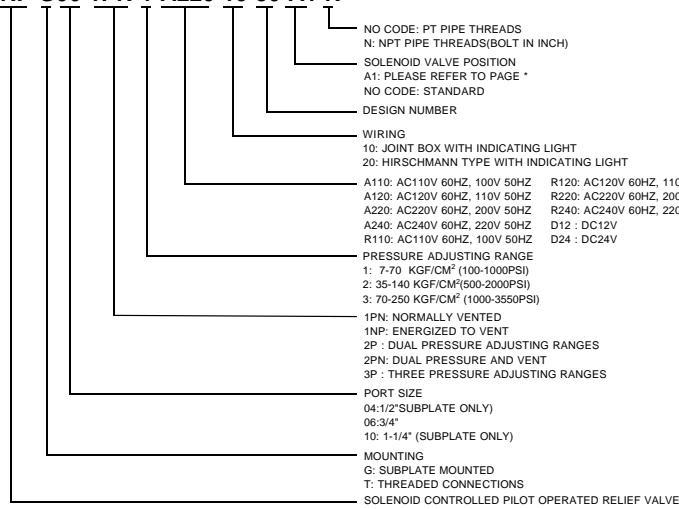 NO CODE: PT PIPE THREADS
N: NPT PIPE THREADS(BOLT IN INCH)
SOLENOID VALVE POSITION
A1: PLEASE REFER TO PAGE *
NO CODE: STANDARD
DESIGN NUMBER
WIRING
10: JOINT BOX WITH INDICATING LIGHT
20: HIRSCHMANN TYPE WITH INDICATING LIGHT
A110: AC110V 60HZ, 100V 50HZ R120: AC120V 60HZ, 110
A120: AC120V 60HZ, 110V 50HZ R220: AC220V 60HZ, 200
A220: AC220V 60HZ, 200V 50HZ R240: AC240V 60HZ, 220
A240: AC240V 60HZ, 220V 50HZ D12 : DC12V
R110: AC110V 60HZ, 100V 50HZ D24 : DC24V
PRESSURE ADJUSTING RANGE
1: 7-70 KGF/CM² (100-1000PSI)
2: 35-140 KGF/CM²(500-2000PSI)
3: 70-250 KGF/CM² (1000-3550PSI)
1PN: NORMALLY VENTED
1NP: ENERGIZED TO VENT
2P : DUAL PRESSURE ADJUSTING RANGES
2PN: DUAL PRESSURE AND VENT
3P : THREE PRESSURE ADJUSTING RANGES
PORT SIZE
04:1/2"SUBPLATE ONLY)
06:3/4"
10: 1-1/4" (SUBPLATE ONLY)
MOUNTING
G: SUBPLATE MOUNTED
T: THREADED CONNECTIONS
SOLENOID CONTROLLED PILOT OPERATED RELIEF VALVE